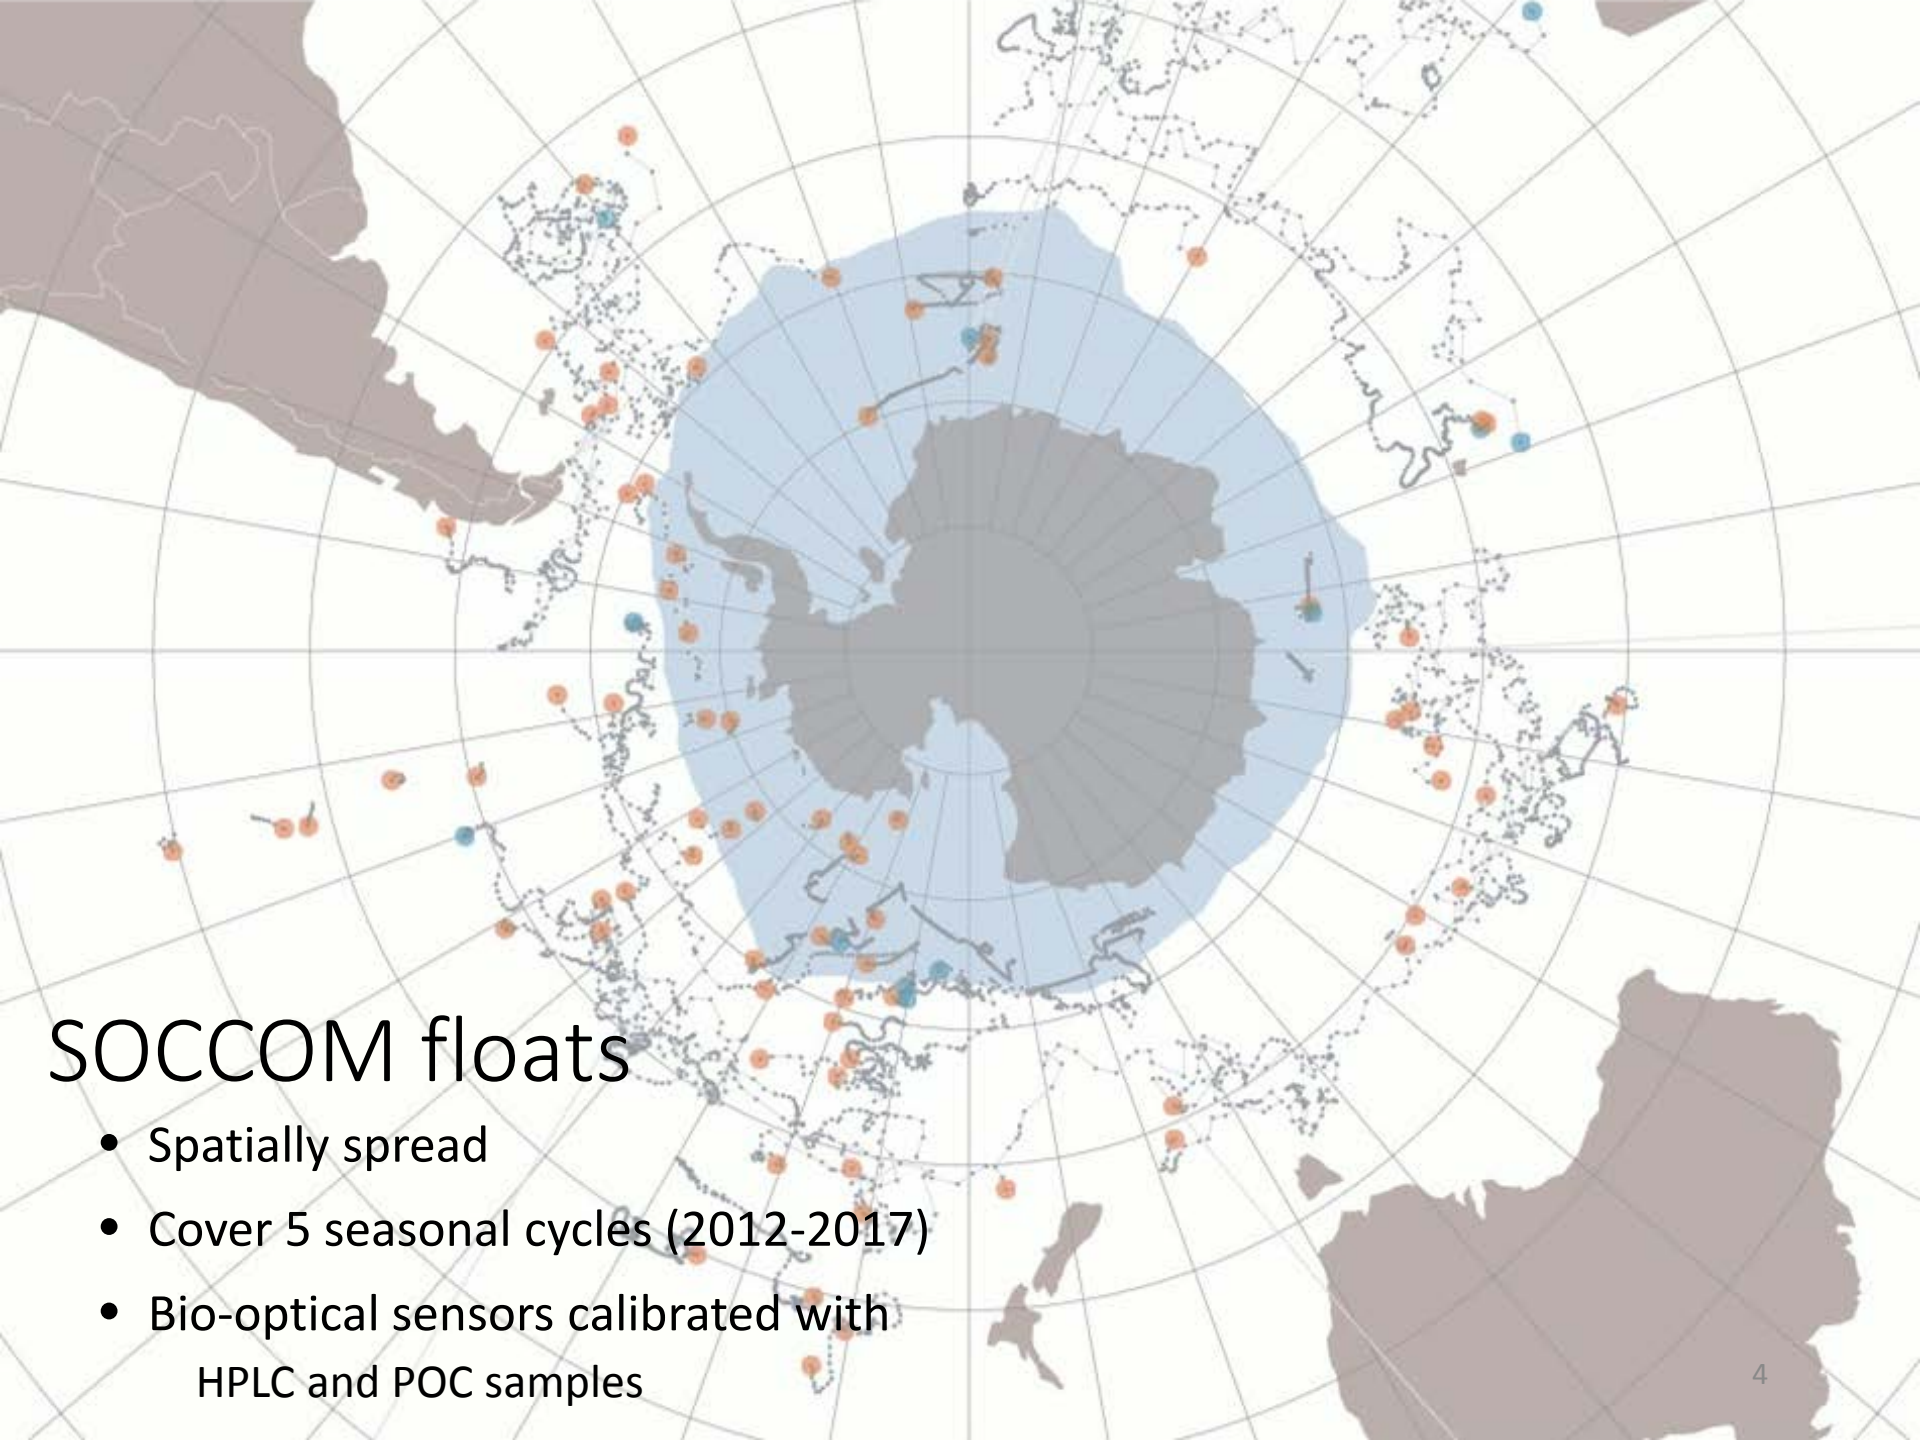 SOCCOM floats
• Spatially spread
• Cover 5 seasonal cycles (2012-2017)
• Bio-optical sensors calibrated with
HPLC and POC samples
4